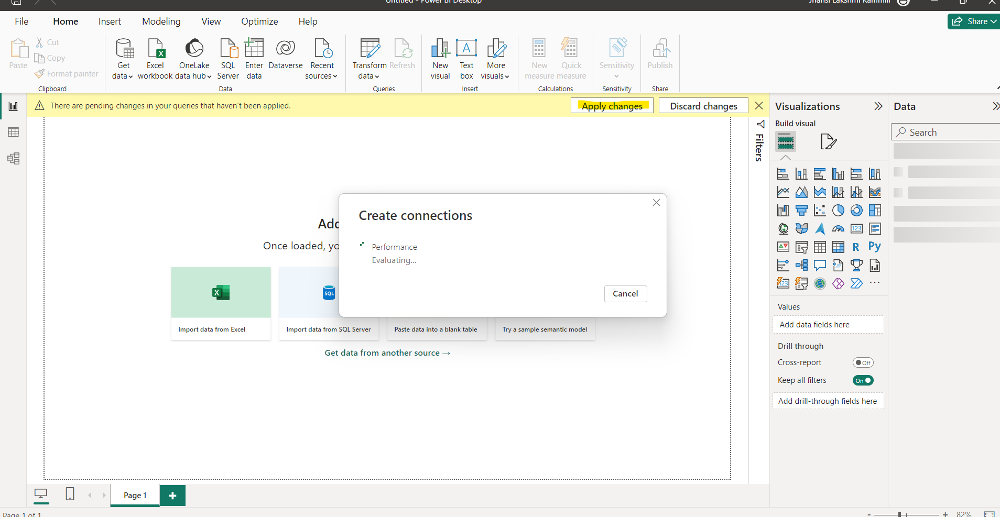 Untitled - Power BI Desktop
Jhansi Lakshmi Kammili
File Home Insert Modeling View Optimize Help
Share
Paste
Cut
Copy
Format painter
Clipboard
Get data
Excel workbook
OneLake data hub
SQL Server
Enter data
Dataverse
Recent sources
Data
Transform data
Refresh
Queries
New visual
Text box
More visuals
Insert
New measure
Quick measure
Calculations
Sensitivity
Sensitivity
Publish
Share
There are pending changes in your queries that haven't been applied.
Apply changes
Discard changes
Filters
Add
Once loaded, yo
Create connections
Performance
Evaluating...
Cancel
X
SQL
Import data from Excel
Import data from SQL Server
Paste data into a blank table
Try a sample semantic model
Get data from another source →
Visualizations
Build visual
123
R
Py
123
Values
Add data fields here
Drill through
Cross-report
Off
Keep all filters
On
Add drill-through fields here
Data
Search
Page 1
Page 1 of 1
- + 82%